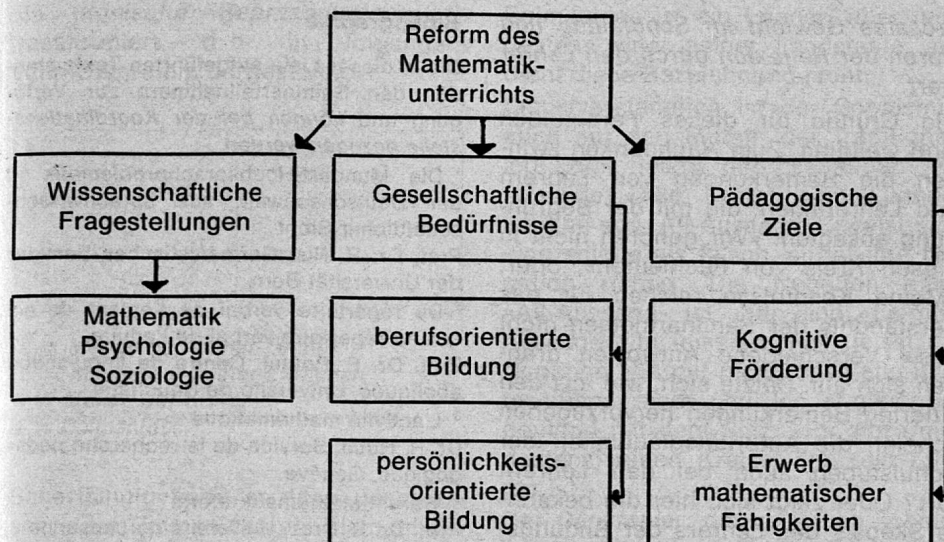 Reform des
Mathematik-
unterrichts
Wissenschaftliche
Fragestellungen
Gesellschaftliche
Bedürfnisse
Pädagogische
Ziele
Mathematik
Psychologie
Soziologie
berufsorientierte
Bildung
Kognitive
Förderung
persönlichkeits-
orientierte
Bildung
Erwerb
mathematischer
Fähigkeiten